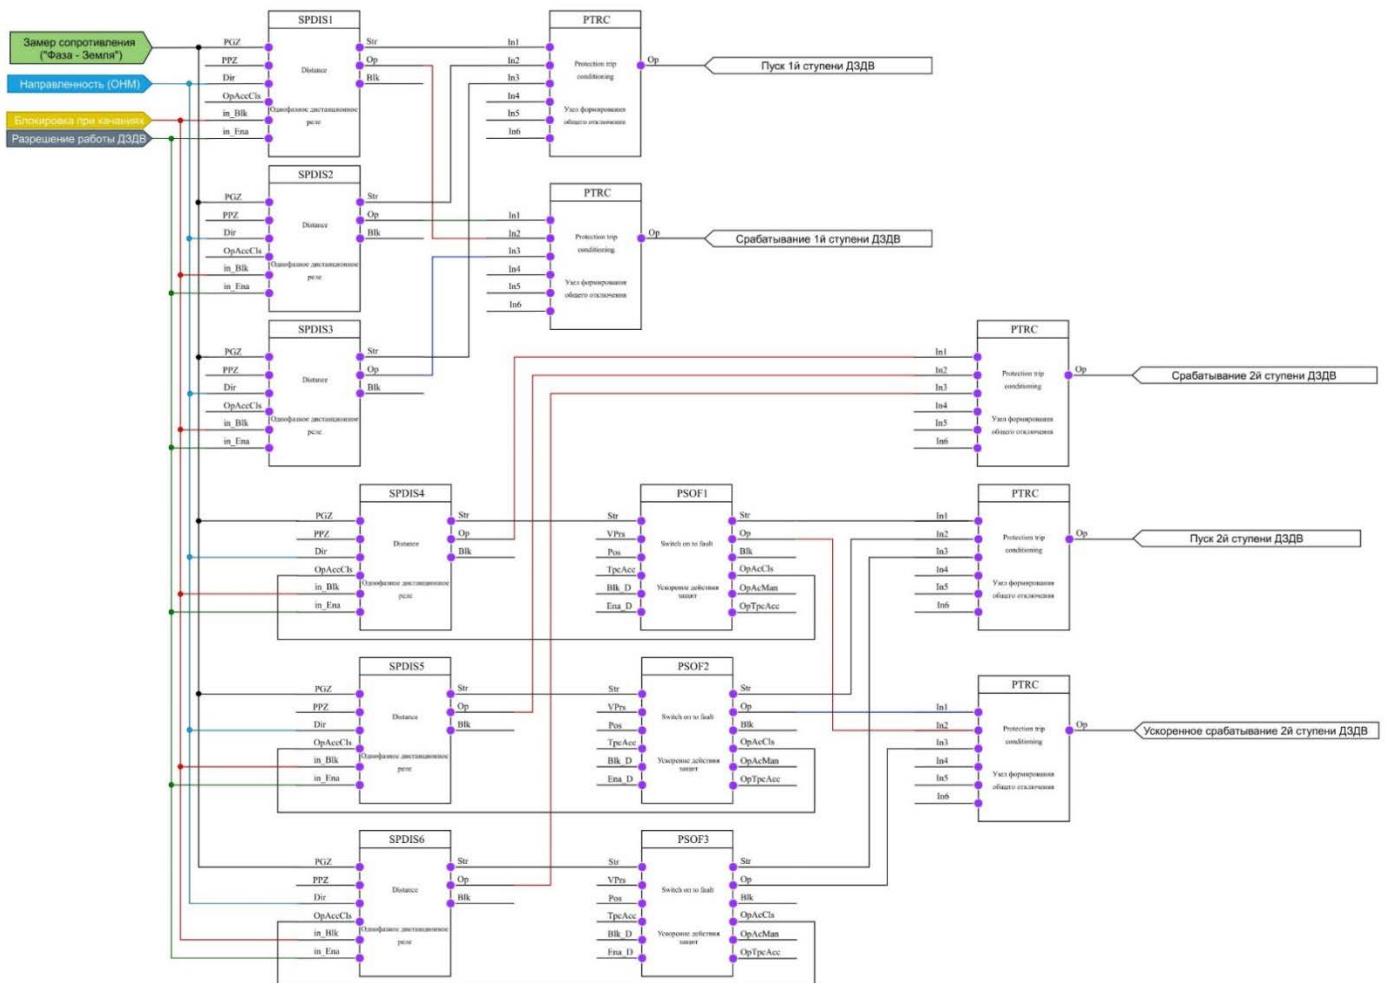 Замер сопротивления
("Фаза - Земля")
Направленность (ОНМ)
Блокировка при качаниях
Разрешение работы ДЗДВ
SPDIS1
PGZ
PPZ
Dir
OpAccCls
in_Blk
in_Ena
Distance
Однофазное дистанционное
реле
Str
Op
Blk
PTRC
In1
In2
In3
In4
In5
In6
Protection trip
conditioning
Узел формирования
общего отключения
Op
Пуск 1й ступени ДЗДВ
SPDIS2
PGZ
PPZ
Dir
OpAccCls
in_Blk
in_Ena
Distance
Однофазное дистанционное
реле
Str
Op
Blk
PTRC
In1
In2
In3
In4
In5
In6
Protection trip
conditioning
Узел формирования
общего отключения
Op
Срабатывание 1й ступени ДЗДВ
SPDIS3
PGZ
PPZ
Dir
OpAccCls
in_Blk
in_Ena
Distance
Однофазное дистанционное
реле
Str
Op
Blk
PTRC
In1
In2
In3
In4
In5
In6
Protection trip
conditioning
Узел формирования
общего отключения
Op
Срабатывание 2й ступени ДЗДВ
SPDIS4
PGZ
PPZ
Dir
OpAccCls
in_Blk
in_Ena
Distance
Однофазное дистанционное
реле
Str
Op
Blk
PSOF1
Str
VPrs
Pos
TpcAcc
Blk_D
Ena_D
Switch on to fault
Ускорение действия
защит
Str
Op
Blk
OpAcCls
OpAcMan
OpTpcAcc
PTRC
In1
In2
In3
In4
In5
In6
Protection trip
conditioning
Узел формирования
общего отключения
Op
Пуск 2й ступени ДЗДВ
SPDIS5
PGZ
PPZ
Dir
OpAccCls
in_Blk
in_Ena
Distance
Однофазное дистанционное
реле
Str
Op
Blk
PSOF2
Str
VPrs
Pos
TpcAcc
Blk_D
Ena_D
Switch on to fault
Ускорение действия
защит
Str
Op
Blk
OpAcCls
OpAcMan
OpTpcAcc
PTRC
In1
In2
In3
In4
In5
In6
Protection trip
conditioning
Узел формирования
общего отключения
Op
Ускоренное срабатывание 2й ступени ДЗДВ
SPDIS6
PGZ
PPZ
Dir
OpAccCls
in_Blk
in_Ena
Distance
Однофазное дистанционное
реле
Str
Op
Blk
PSOF3
Str
VPrs
Pos
TpcAcc
Blk_D
Ena_D
Switch on to fault
Ускорение действия
защит
Str
Op
Blk
OpAcCls
OpAcMan
OpTpcAcc